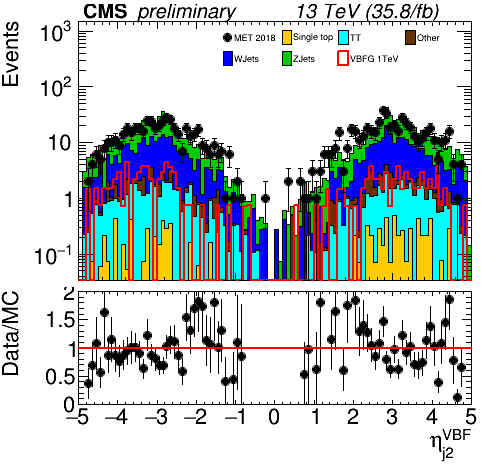 CMS preliminary 13 TeV (35.8/fb)
Events
MET 2018 Single top TT Other
WJets ZJets VBFG 1TeV
10³
10²
10
1
10⁻¹
Data/MC
2
1.5
1
0.5
0
−5 −4 −3 −2 −1 0 1 2 3 4 5
η_{j2}^{VBF}